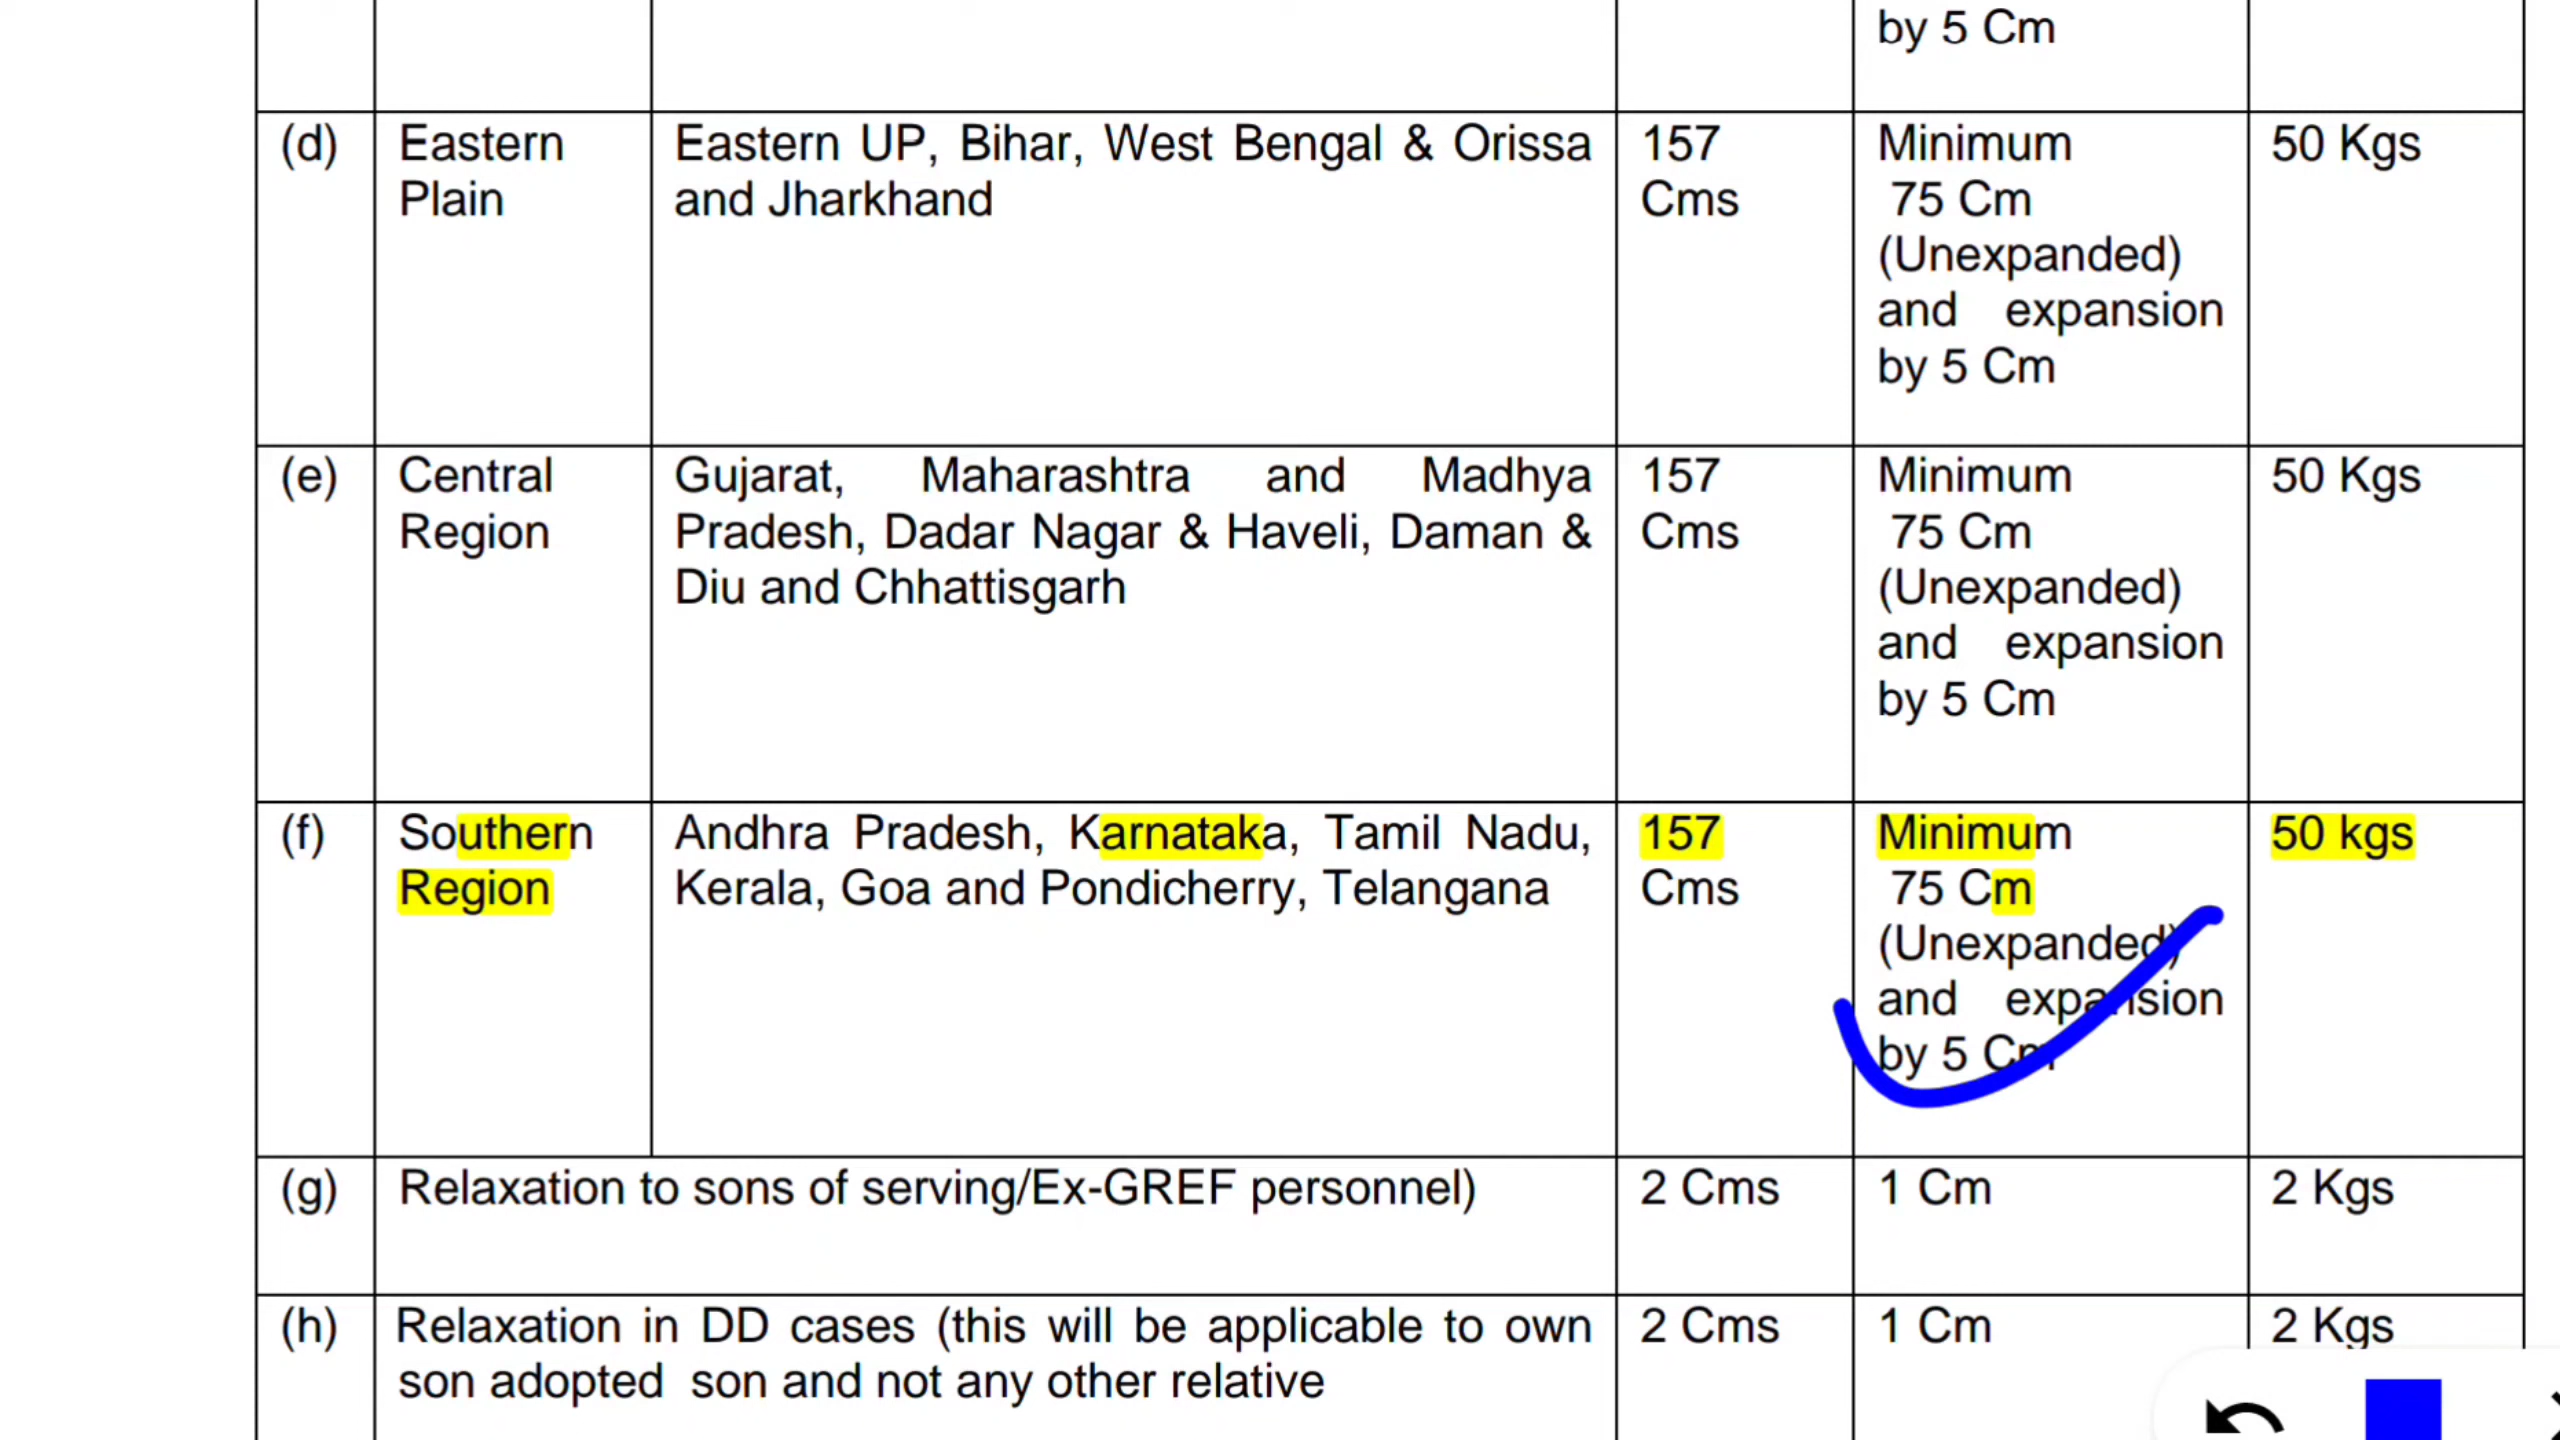 by 5 Cm
(d) Eastern Plain Eastern UP, Bihar, West Bengal & Orissa and Jharkhand 157 Cms Minimum 75 Cm (Unexpanded) and expansion by 5 Cm 50 Kgs
(e) Central Region Gujarat, Maharashtra and Madhya Pradesh, Dadar Nagar & Haveli, Daman & Diu and Chhattisgarh 157 Cms Minimum 75 Cm (Unexpanded) and expansion by 5 Cm 50 Kgs
(f) Southern Region Andhra Pradesh, Karnataka, Tamil Nadu, Kerala, Goa and Pondicherry, Telangana 157 Cms Minimum 75 Cm (Unexpanded) and expansion by 5 Cm 50 kgs
(g) Relaxation to sons of serving/Ex-GREF personnel) 2 Cms 1 Cm 2 Kgs
(h) Relaxation in DD cases (this will be applicable to own son adopted son and not any other relative 2 Cms 1 Cm 2 Kgs